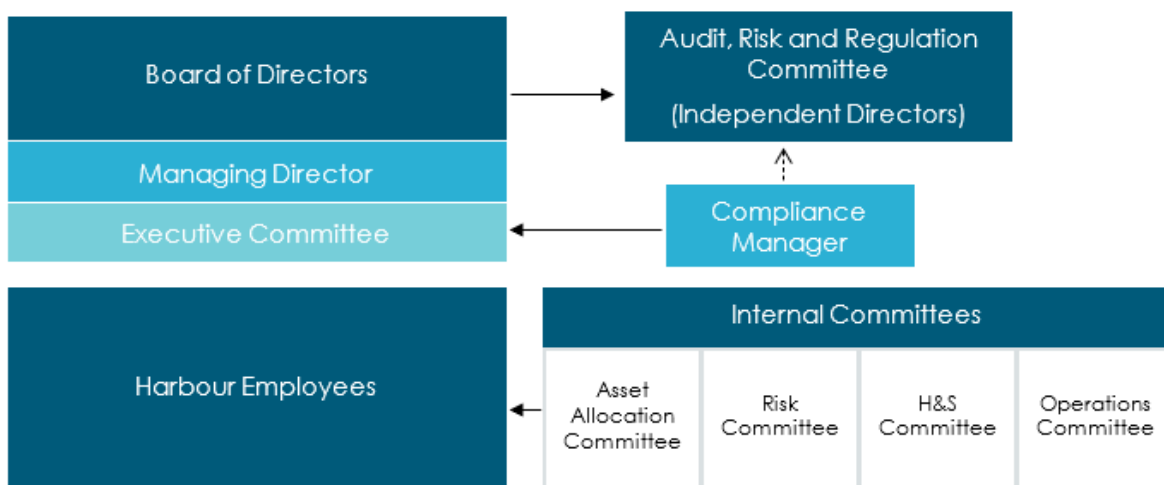 Board of Directors
Audit, Risk and Regulation
Committee
(Independent Directors)
Managing Director
Executive Committee
Compliance
Manager
Harbour Employees
Internal Committees
Asset
Allocation
Committee
Risk
Committee
H&S
Committee
Operations
Committee